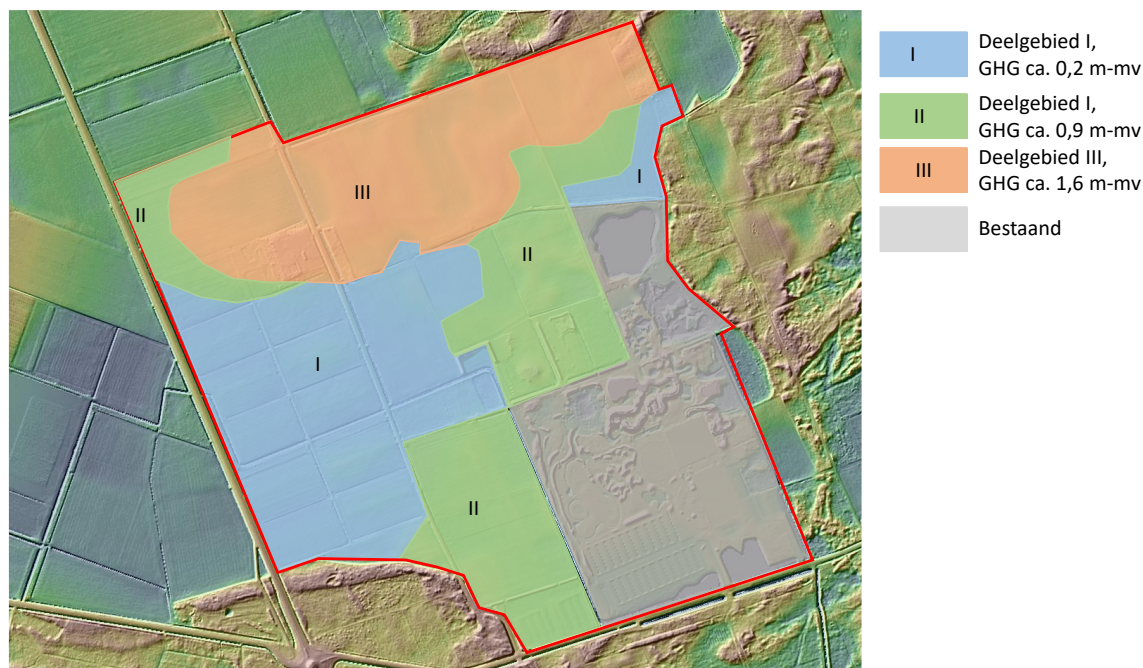 I
Deelgebied I,
GHG ca. 0,2 m-mv
II
Deelgebied I,
GHG ca. 0,9 m-mv
III
Deelgebied III,
GHG ca. 1,6 m-mv
Bestaand
I
III
II
II
I
II